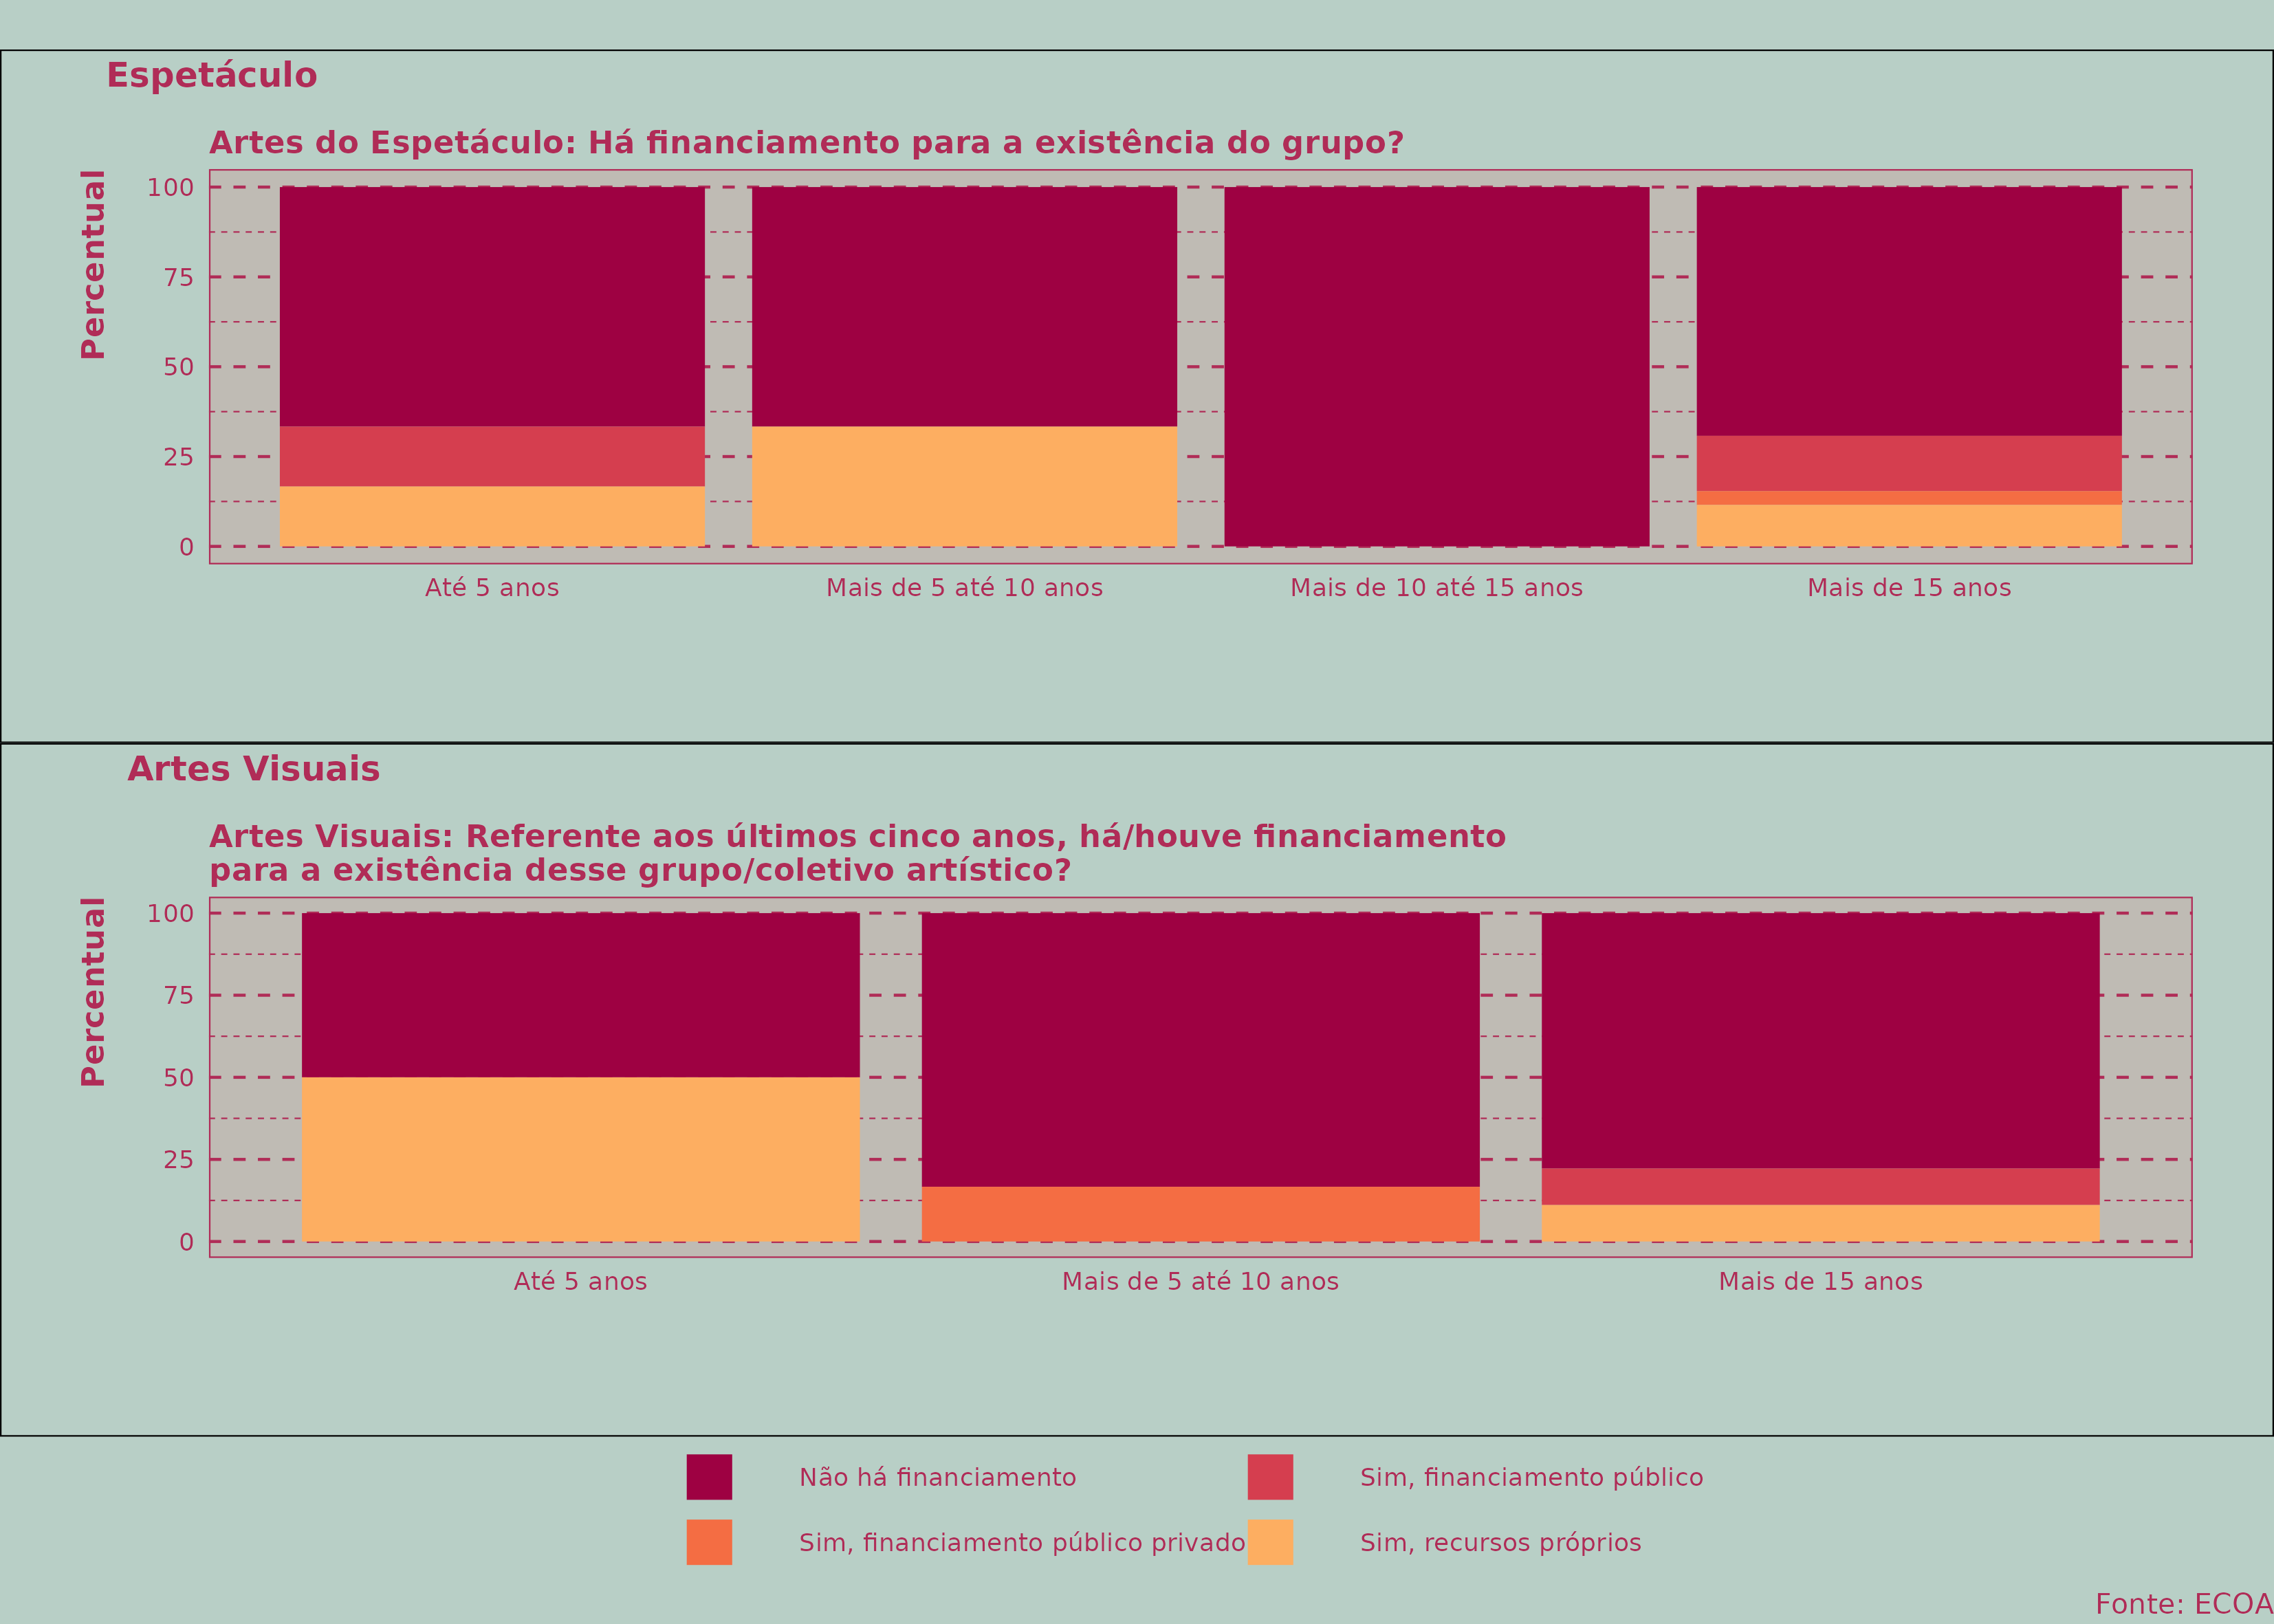 Espetáculo
Artes do Espetáculo: Há financiamento para a existência do grupo?
Percentual
100
75
50
25
0
Até 5 anos
Mais de 5 até 10 anos
Mais de 10 até 15 anos
Mais de 15 anos
Artes Visuais
Artes Visuais: Referente aos últimos cinco anos, há/houve financiamento
para a existência desse grupo/coletivo artístico?
Percentual
100
75
50
25
0
Até 5 anos
Mais de 5 até 10 anos
Mais de 15 anos
Não há financiamento
Sim, financiamento público
Sim, financiamento público privado
Sim, recursos próprios
Fonte: ECOA